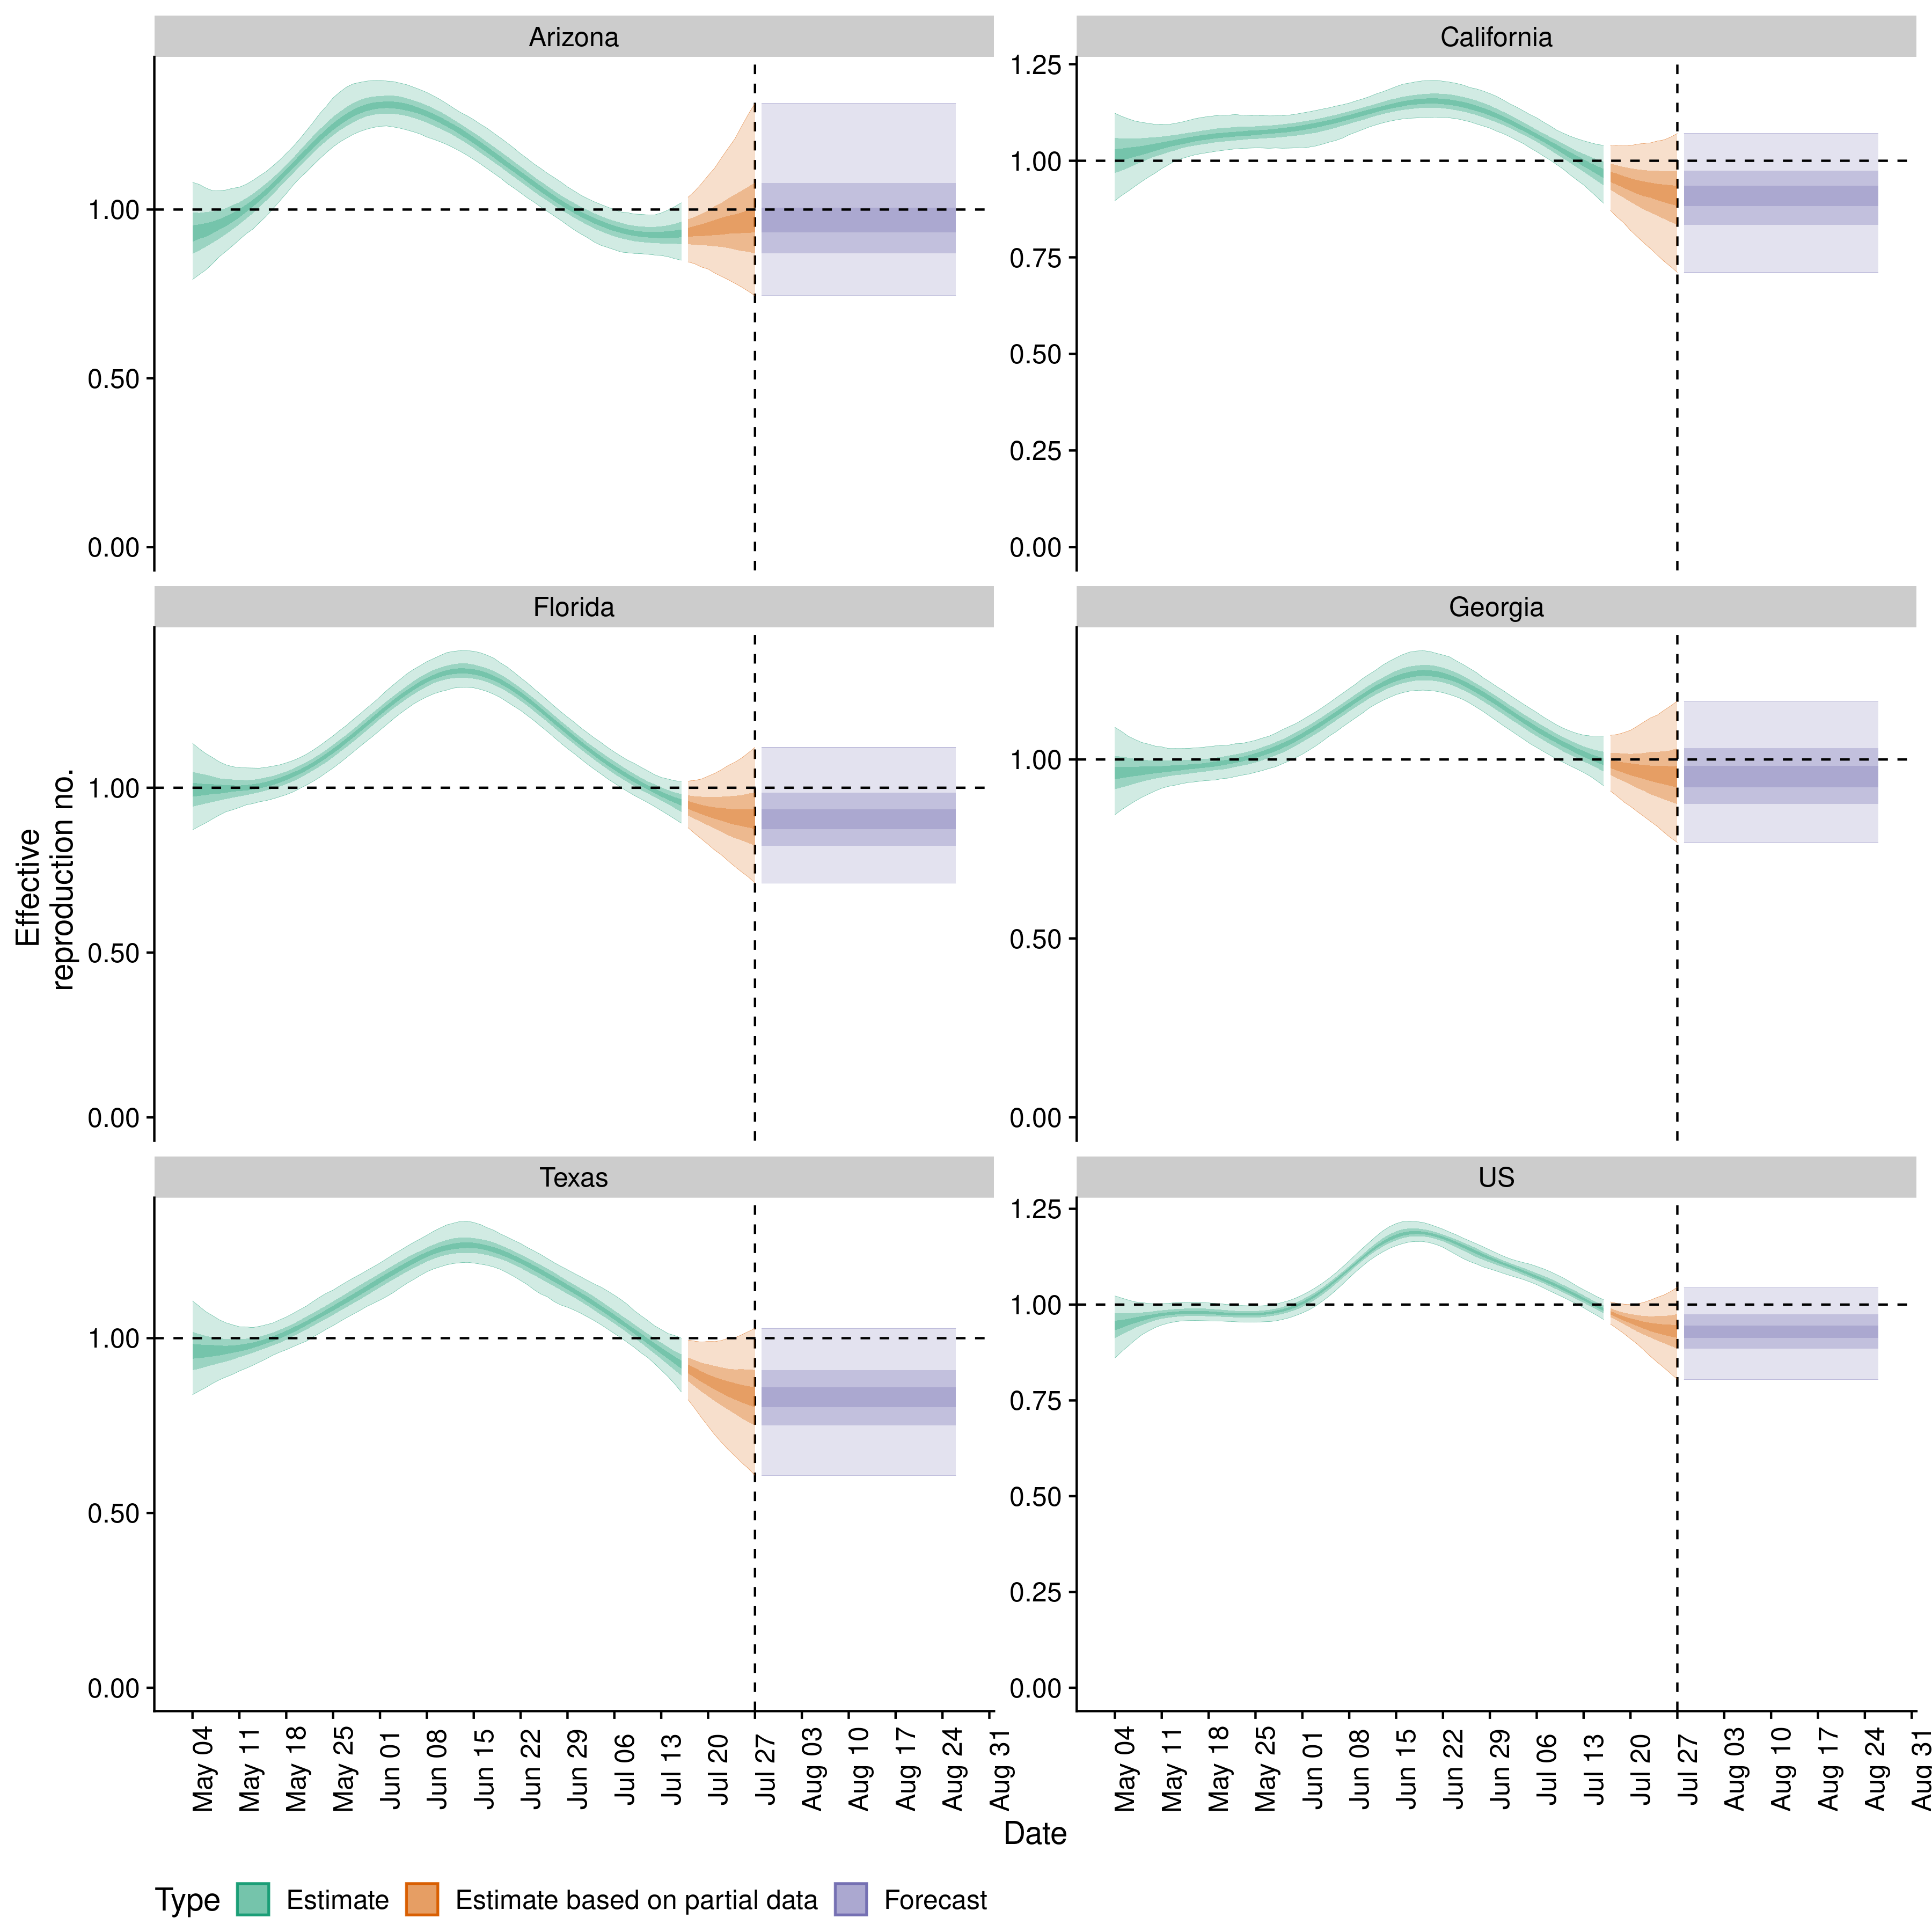 Arizona
California
1.00
0.50
0.00
1.25
1.00
0.75
0.50
0.25
0.00
Florida
Georgia
1.00
0.50
0.00
1.00
0.50
0.00
Texas
US
1.00
0.50
0.00
1.25
1.00
0.75
0.50
0.25
0.00
Effective
reproduction no.
May 04
May 11
May 18
May 25
Jun 01
Jun 08
Jun 15
Jun 22
Jun 29
Jul 06
Jul 13
Jul 20
Jul 27
Aug 03
Aug 10
Aug 17
Aug 24
Aug 31
May 04
May 11
May 18
May 25
Jun 01
Jun 08
Jun 15
Jun 22
Jun 29
Jul 06
Jul 13
Jul 20
Jul 27
Aug 03
Aug 10
Aug 17
Aug 24
Aug 31
Date
Type Estimate Estimate based on partial data Forecast